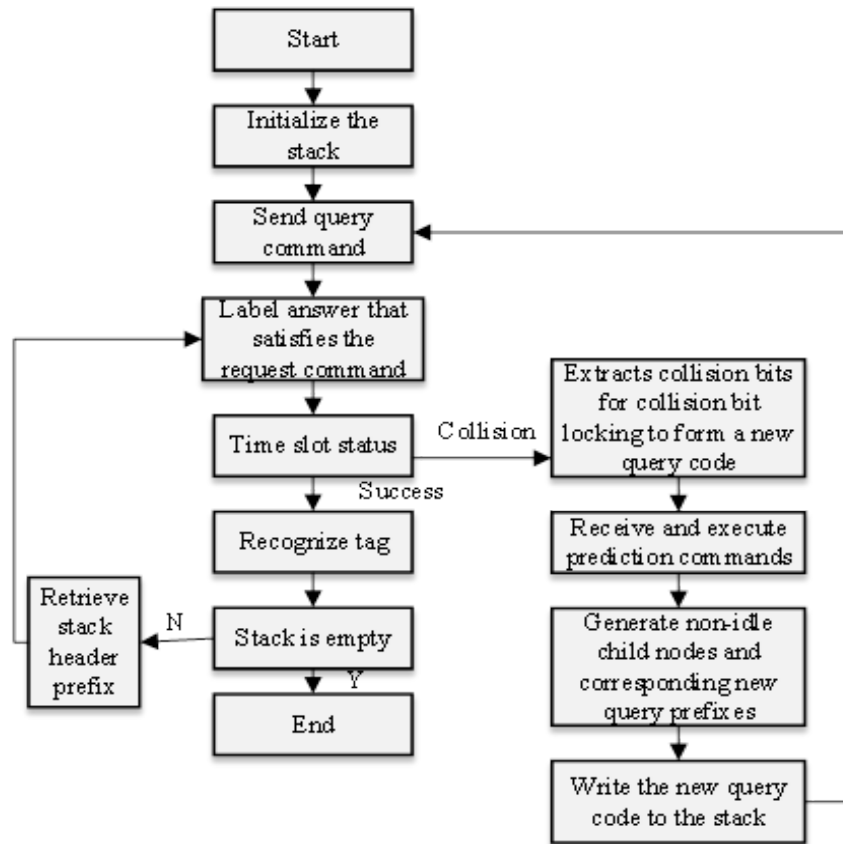 Start
Initialize the
stack
Send query
command
Label answer that
satisfies the
request command
Time slot status
Collision
Success
Recognize tag
Stack is empty
N
Y
Retrieve
stack
header
prefix
End
Extracts collision bits
for collision bit
locking to form a new
query code
Receive and execute
prediction commands
Generate non-idle
child nodes and
corresponding new
query prefixes
Write the new query
code to the stack